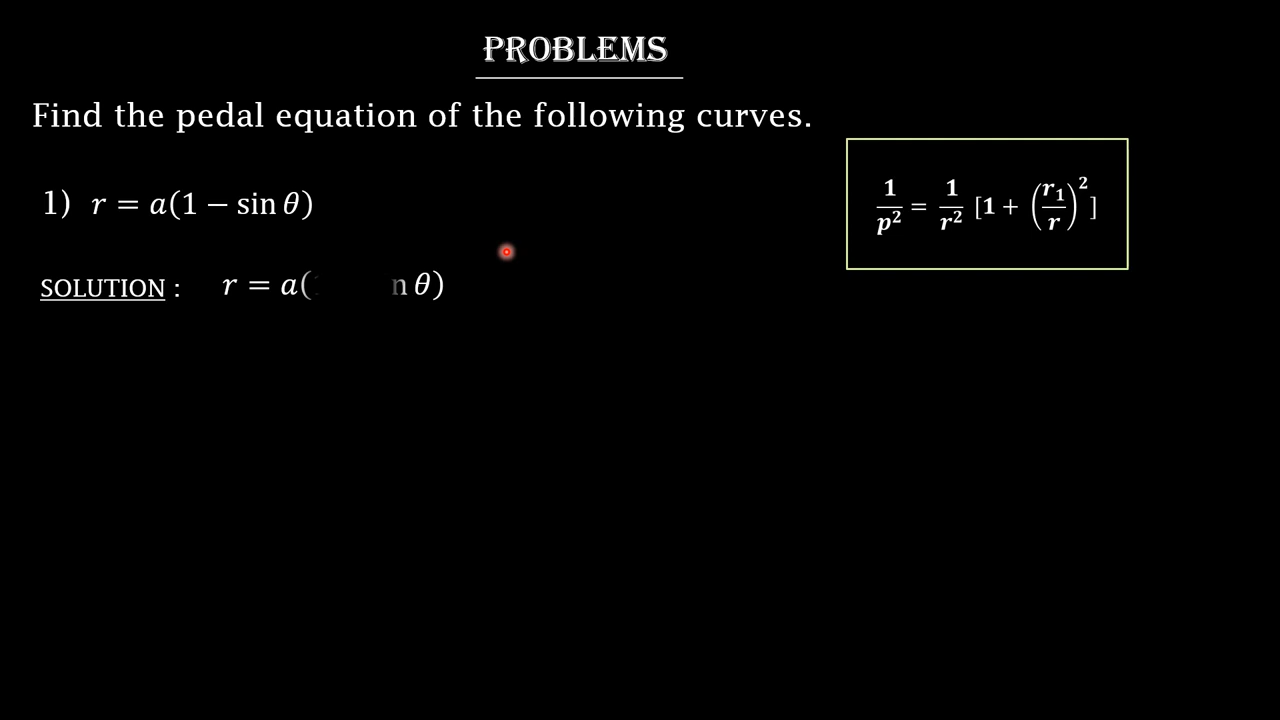 PROBLEMS
Find the pedal equation of the following curves.
1) r = a(1 − sin θ)
1/p² = 1/r² [1 + (r₁/r)²]
SOLUTION : r = a( n θ)